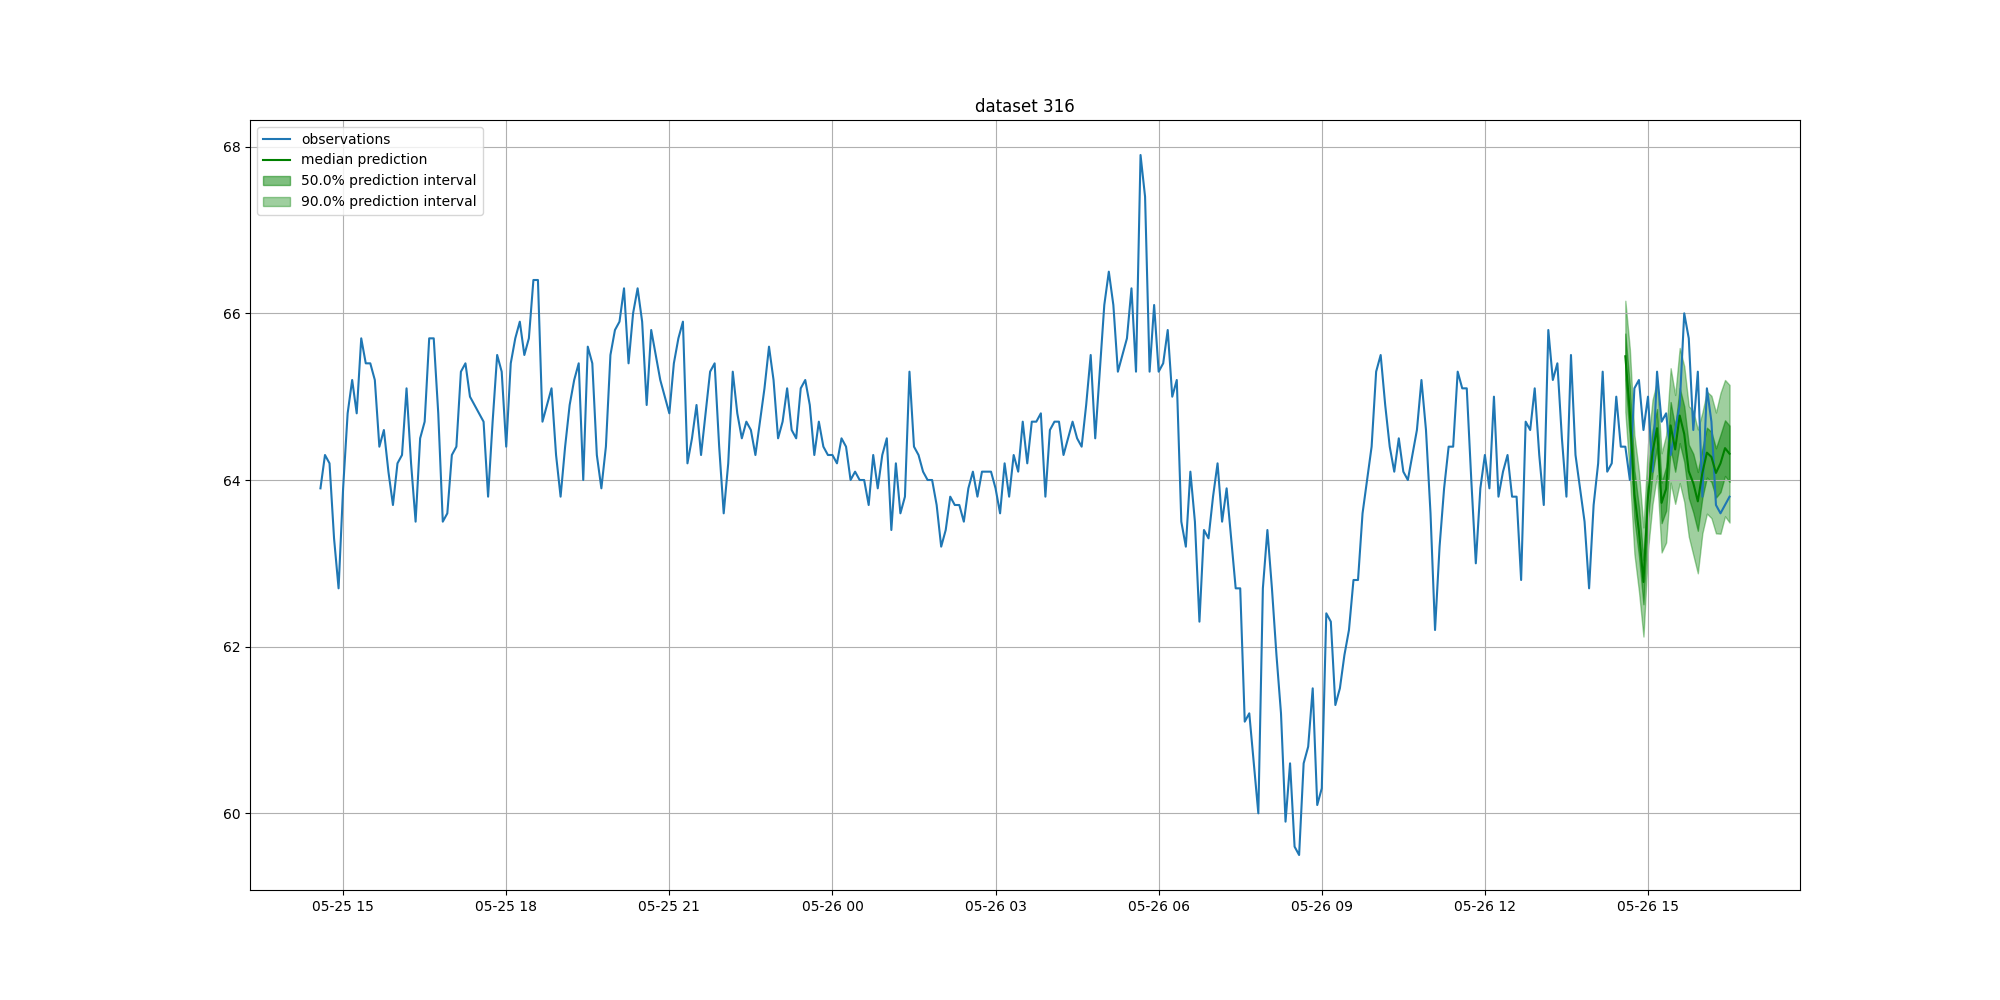 dataset 316
observations
median prediction
50.0% prediction interval
90.0% prediction interval
68
66
64
62
60
05-25 15
05-25 18
05-25 21
05-26 00
05-26 03
05-26 06
05-26 09
05-26 12
05-26 15